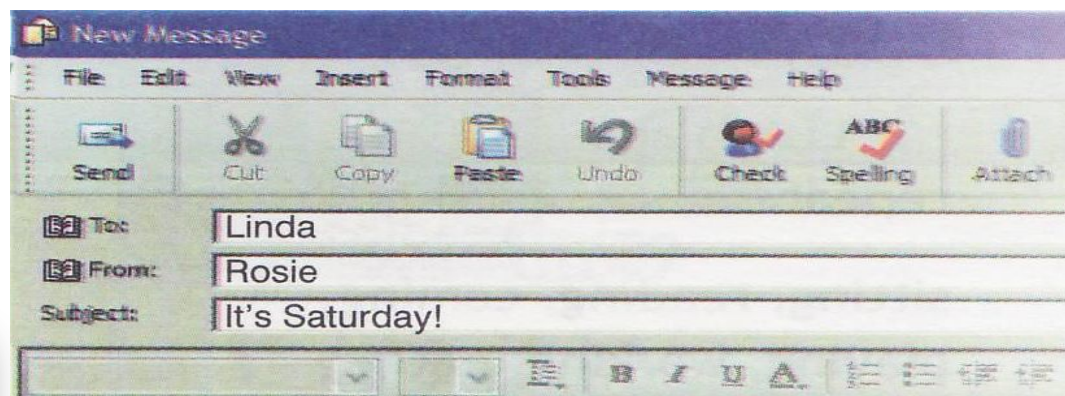 New Message
File Edit View Insert Format Tools Message Help
ABC
Send Cut Copy Paste Undo Check Spelling Attach
To: Linda
From: Rosie
Subject: It's Saturday!
B I U A